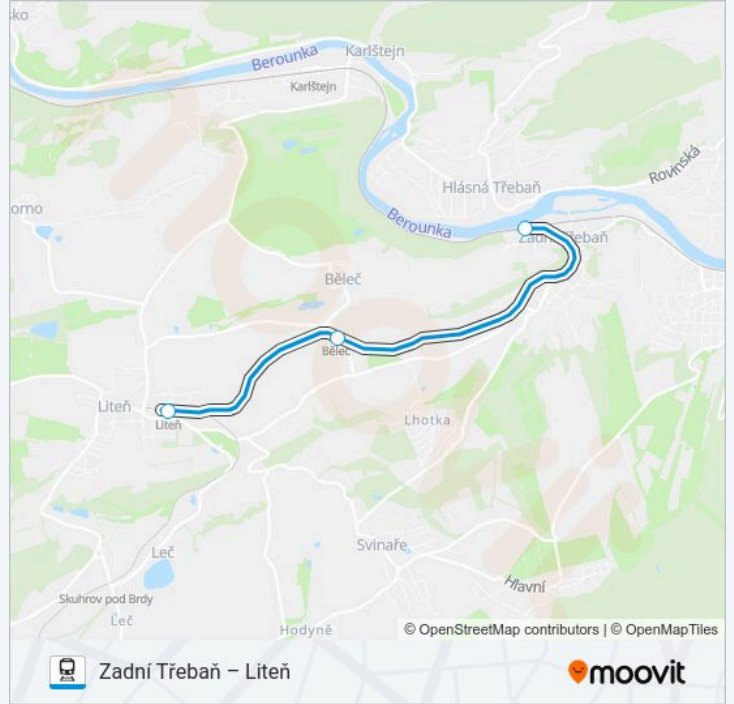 sko
Berounka
Karlštejn
Karlštejn
Rovinská
Hlásná Třebaň
orno
Berounka
Zadní Třebaň
Běleč
Běleč
Liteň
Liteň
Lhotka
Svinaře
Leč
Hlavní
Skuhrov pod Brdy
Leč
Hodyně
© OpenStreetMap contributors | © OpenMapTiles
Zadní Třebaň – Liteň
moovit